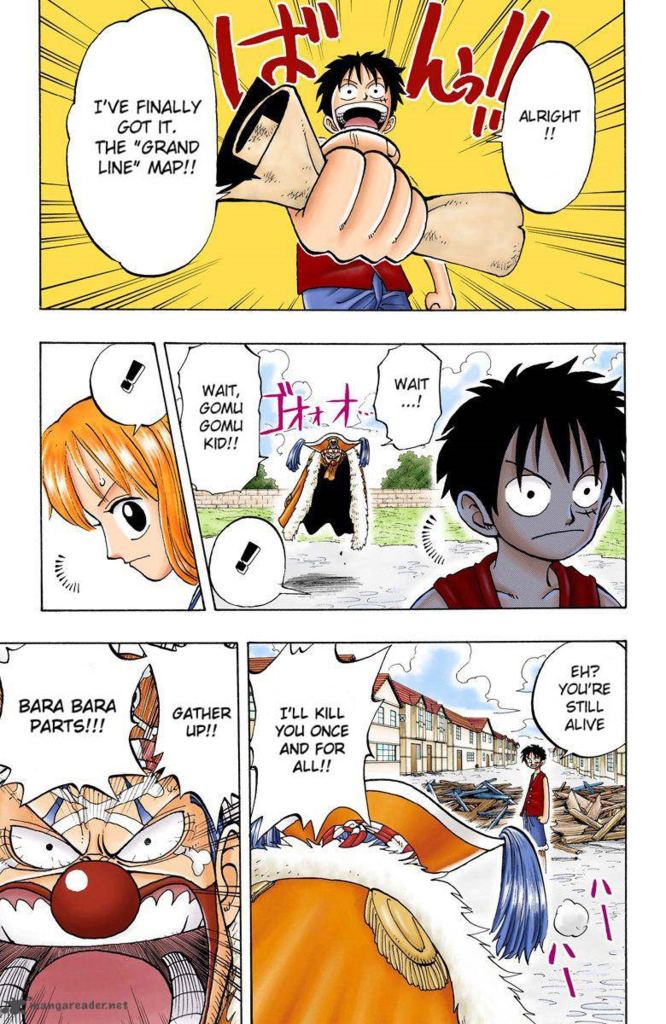 ALRIGHT
!!
ばんっ!!
I'VE FINALLY
GOT IT.
THE "GRAND
LINE" MAP!!
WAIT
...!
ゴオォオ…
WAIT,
GOMU
GOMU
KID!!
!
!
EH?
YOU'RE
STILL
ALIVE
I'LL KILL
YOU ONCE
AND FOR
ALL!!
ハーハー
GATHER
UP!!
BARA BARA
PARTS!!!
mangareader.net